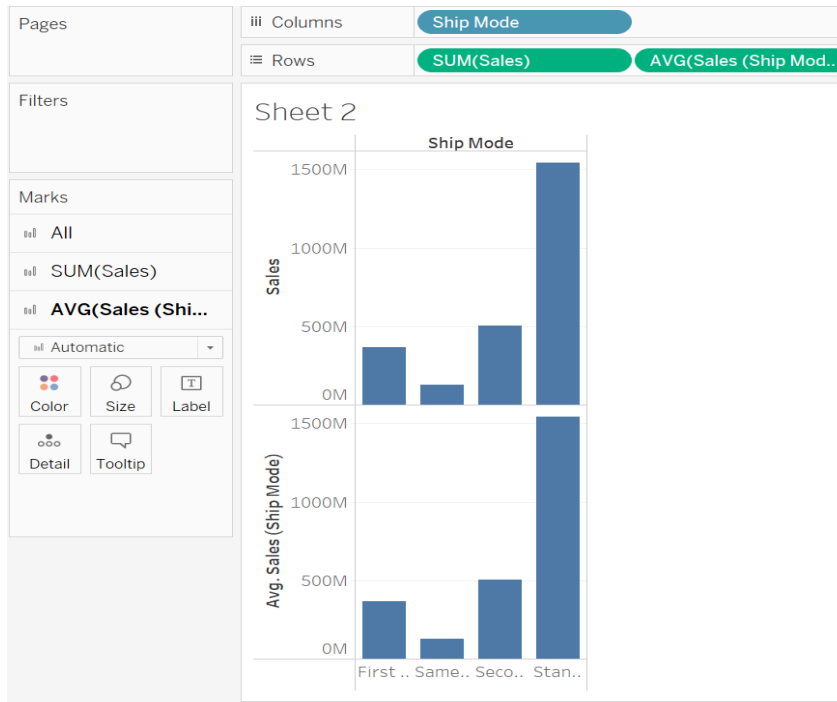 Pages
Columns
Ship Mode
Rows
SUM(Sales)
AVG(Sales (Ship Mod..
Filters
Marks
All
SUM(Sales)
AVG(Sales (Shi...
Automatic
Color
Size
T
Label
Detail
Tooltip
Sheet 2
Ship Mode
1500M
1000M
500M
0M
Sales
1500M
1000M
500M
0M
Avg. Sales (Ship Mode)
First .. Same.. Seco.. Stan..